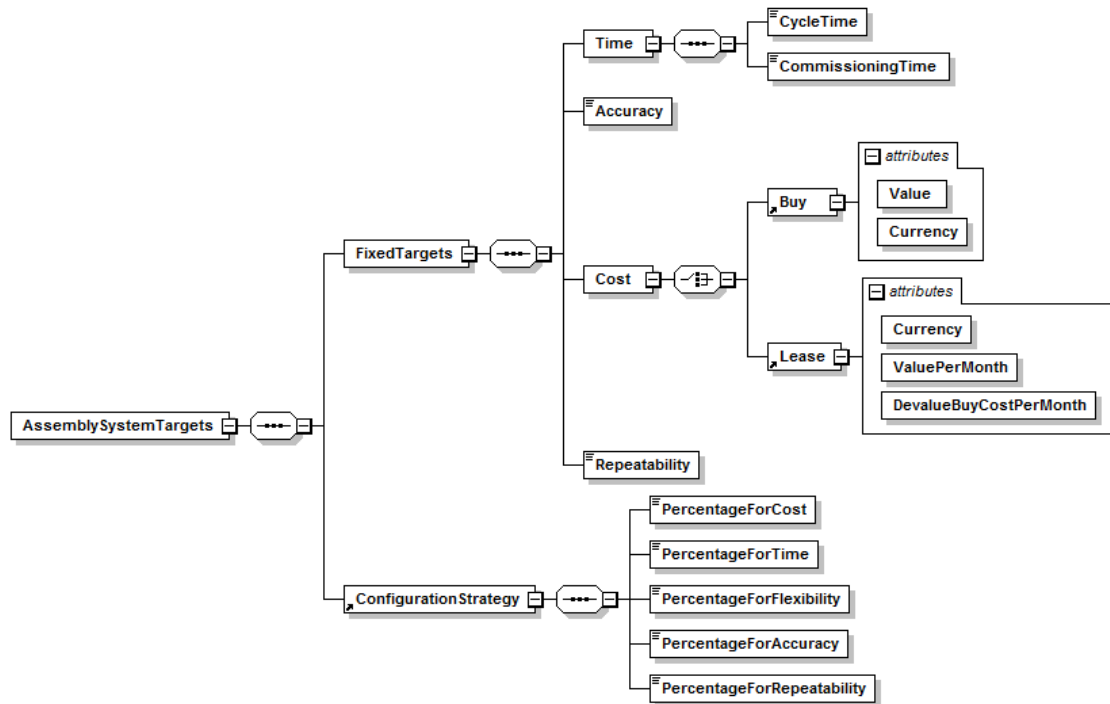 CycleTime
Time
CommissioningTime
Accuracy
attributes
Buy
Value
Currency
FixedTargets
Cost
attributes
Currency
Lease
ValuePerMonth
DevalueBuyCostPerMonth
AssemblySystemTargets
Repeatability
PercentageForCost
PercentageForTime
ConfigurationStrategy
PercentageForFlexibility
PercentageForAccuracy
PercentageForRepeatability